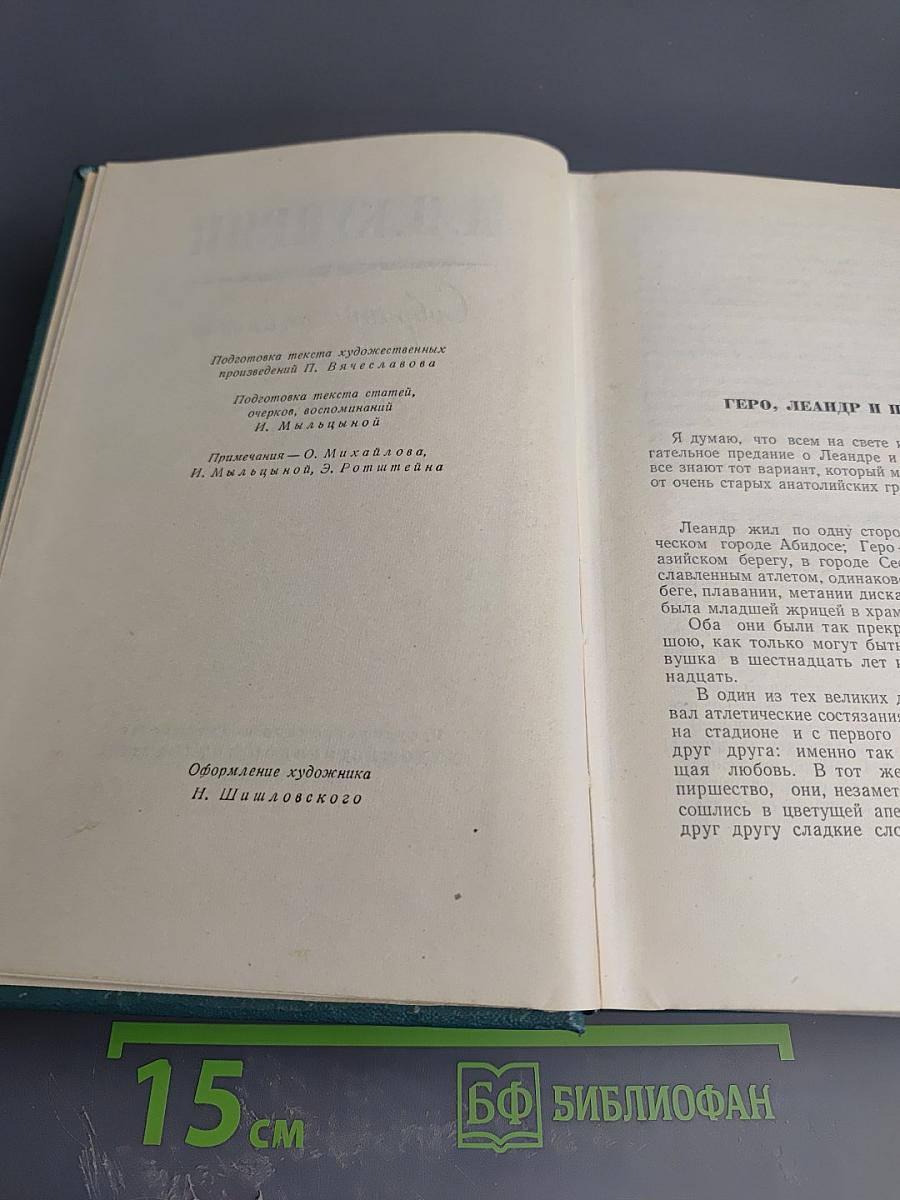 Подготовка текста художественных
произведений П. Вячеславова
Подготовка текста статей,
очерков, воспоминаний
И. Мыльцыной
Примечания — О. Михайлова,
И. Мыльцыной, Э. Ротштейна
Оформление художника
Н. Шишловского
ГЕРО, ЛЕАНДР И П
Я думаю, что всем на свете и
гательное предание о Леандре и
все знают тот вариант, который м
от очень старых анатолийских гр
Леандр жил по одну сторо
ческом городе Абидосе; Геро —
азийском берегу, в городе Сес
славленным атлетом, одинаково
беге, плавании, метании диска
была младшей жрицей в храм
Оба они были так прекр
шою, как только могут быть
вушка в шестнадцать лет и
надцать.
В один из тех великих д
вал атлетические состязания
на стадионе и с первого
друг друга: именно так
щая любовь. В тот же
пиршество, они, незамет
сошлись в цветущей апе
друг другу сладкие сло
15 см
БФ БИБЛИОФАН